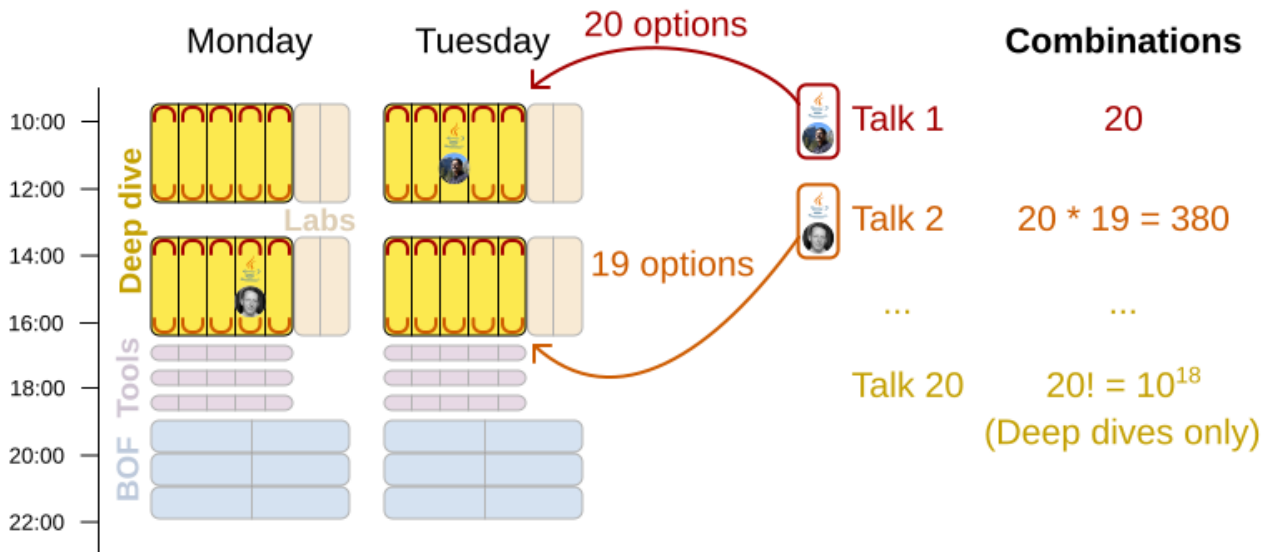 Monday
Tuesday
20 options
Combinations
10:00
12:00
14:00
16:00
18:00
20:00
22:00
Deep dive
Labs
Tools
BOF
19 options
Talk 1
20
Talk 2
20 * 19 = 380
...
...
Talk 20
20! = 10¹⁸
(Deep dives only)